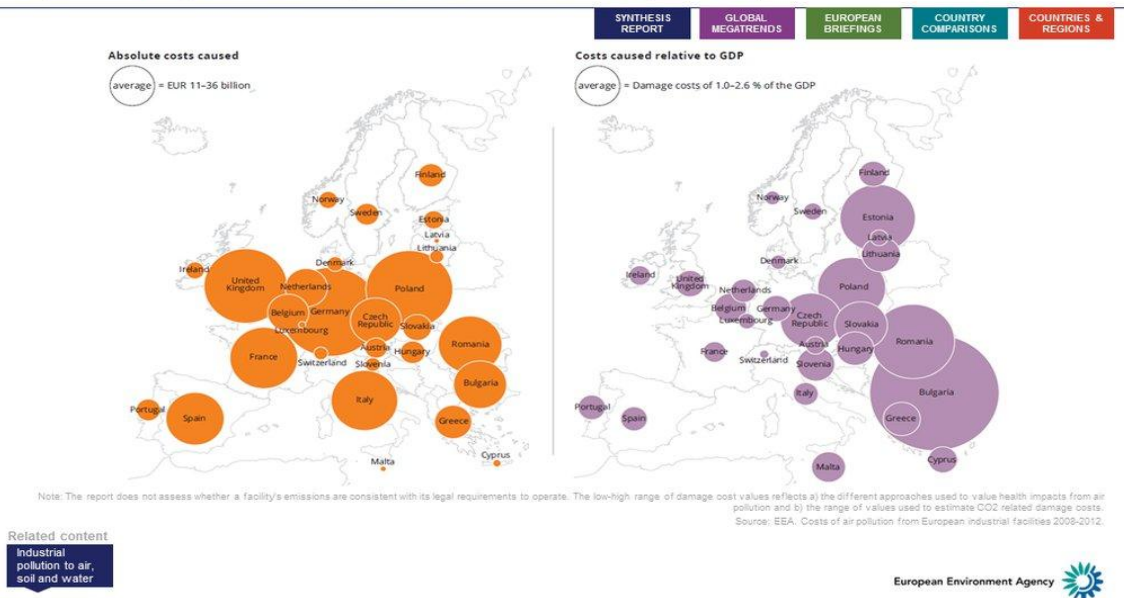 SYNTHESIS
REPORT
GLOBAL
MEGATRENDS
EUROPEAN
BRIEFINGS
COUNTRY
COMPARISONS
COUNTRIES &
REGIONS
Absolute costs caused
average = EUR 11–36 billion
Finland
Norway
Sweden
Estonia
Latvia
Lithuania
Denmark
Ireland
United
Kingdom
Netherlands
Poland
Belgium
Germany
Czech
Republic
Slovakia
Luxembourg
Austria
Hungary
Romania
France
Switzerland
Slovenia
Bulgaria
Italy
Portugal
Spain
Greece
Malta
Cyprus
Costs caused relative to GDP
average = Damage costs of 1.0–2.6 % of the GDP
Finland
Norway
Sweden
Estonia
Latvia
Lithuania
Denmark
Ireland
United
Kingdom
Netherlands
Poland
Belgium
Germany
Luxembourg
Czech
Republic
Slovakia
Austria
Hungary
Romania
France
Switzerland
Slovenia
Italy
Bulgaria
Portugal
Spain
Greece
Malta
Cyprus
Note: The report does not assess whether a facility's emissions are consistent with its legal requirements to operate. The low-high range of damage cost values reflects a) the different approaches used to value health impacts from air
pollution and b) the range of values used to estimate CO2 related damage costs.
Source: EEA. Costs of air pollution from European industrial facilities 2008-2012.
Related content
Industrial
pollution to air,
soil and water
European Environment Agency